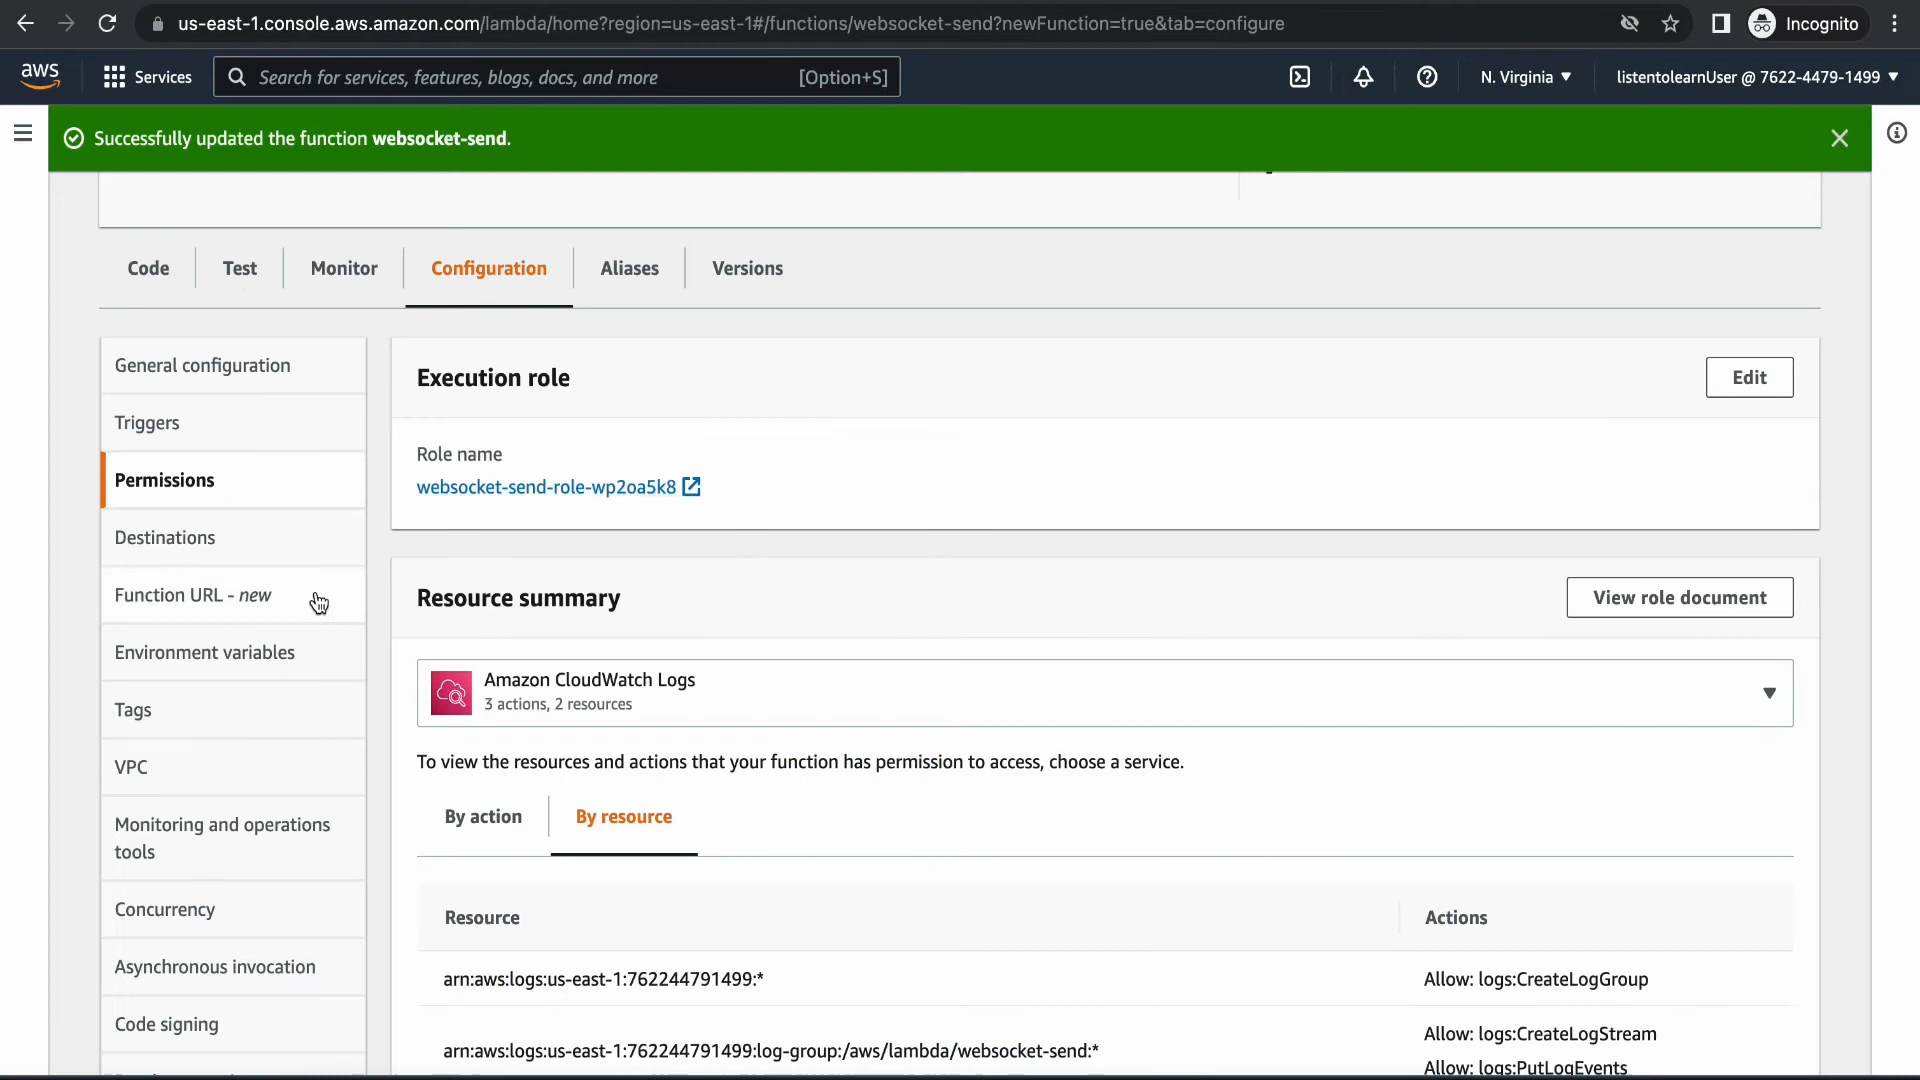 us-east-1.console.aws.amazon.com/lambda/home?region=us-east-1#/functions/websocket-send?newFunction=true&tab=configure
Incognito
aws
Services
Search for services, features, blogs, docs, and more
[Option+S]
N. Virginia
listentolearnUser @ 7622-4479-1499
Successfully updated the function websocket-send.
Code
Test
Monitor
Configuration
Aliases
Versions
General configuration
Triggers
Permissions
Destinations
Function URL - new
Environment variables
Tags
VPC
Monitoring and operations
tools
Concurrency
Asynchronous invocation
Code signing
Execution role
Edit
Role name
websocket-send-role-wp2oa5k8
Resource summary
View role document
Amazon CloudWatch Logs
3 actions, 2 resources
To view the resources and actions that your function has permission to access, choose a service.
By action
By resource
Resource
Actions
arn:aws:logs:us-east-1:762244791499:*
Allow: logs:CreateLogGroup
arn:aws:logs:us-east-1:762244791499:log-group:/aws/lambda/websocket-send:*
Allow: logs:CreateLogStream
Allow: logs:PutLogEvents